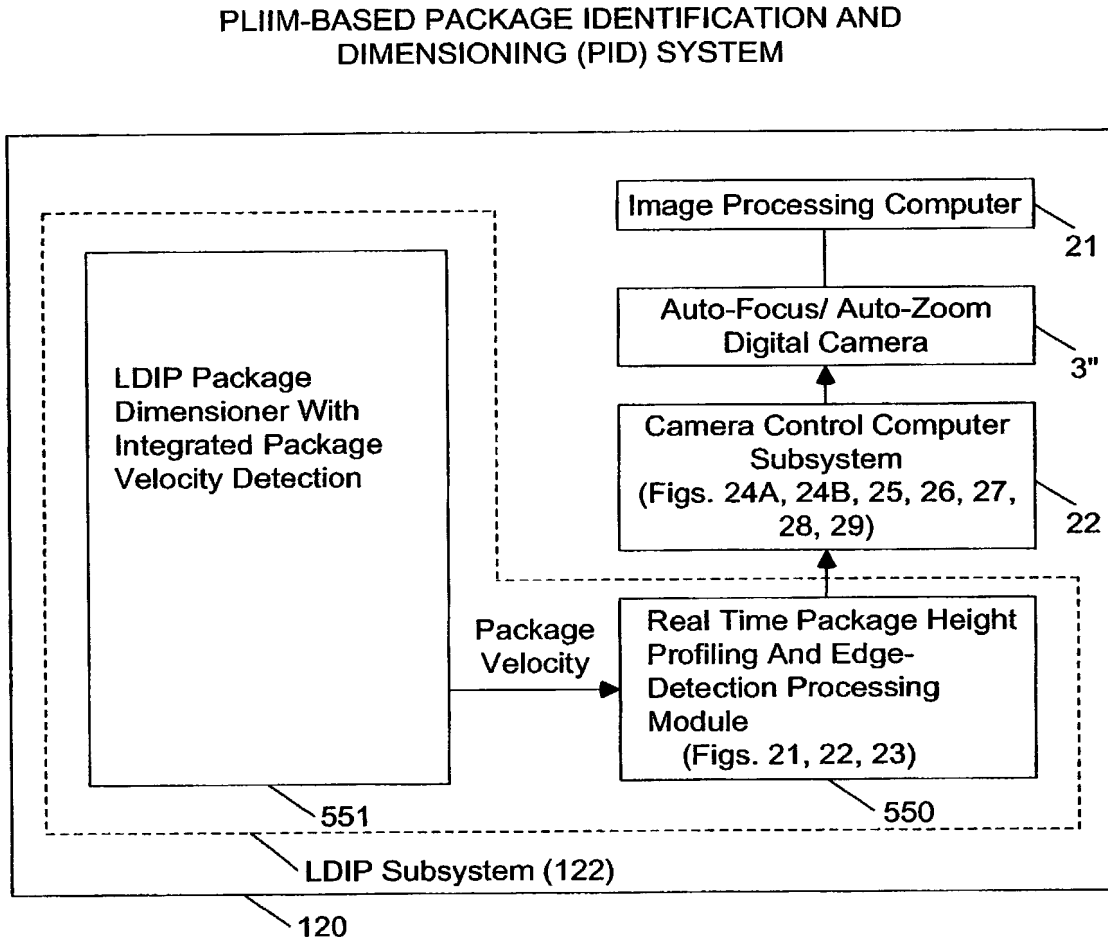 PLIIM-BASED PACKAGE IDENTIFICATION AND
DIMENSIONING (PID) SYSTEM
Image Processing Computer
21
Auto-Focus/ Auto-Zoom
Digital Camera
3"
LDIP Package
Dimensioner With
Integrated Package
Velocity Detection
Camera Control Computer
Subsystem
(Figs. 24A, 24B, 25, 26, 27,
28, 29)
22
Package
Velocity
Real Time Package Height
Profiling And Edge-
Detection Processing
Module
(Figs. 21, 22, 23)
551
550
LDIP Subsystem (122)
120